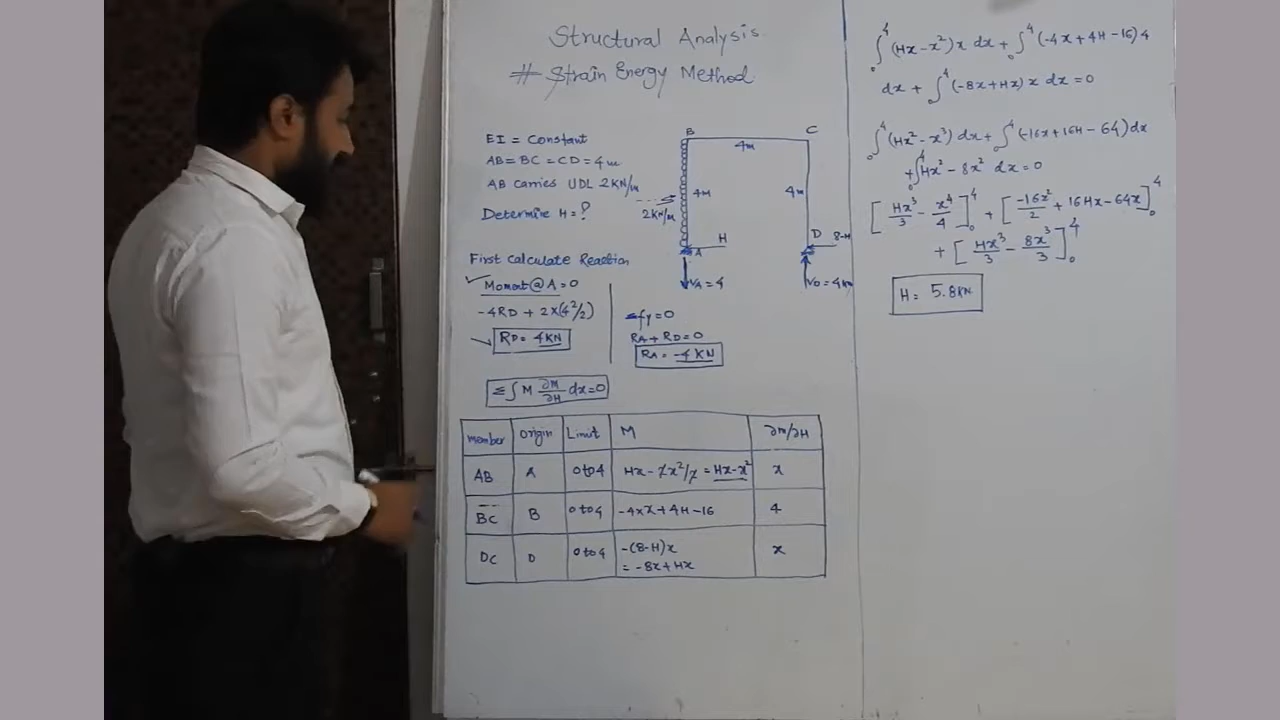 Structural Analysis
# Strain Energy Method
EI = Constant
AB = BC = CD = 4m
AB Carries UDL 2KN/m
Determine H = ?
B
C
4m
4M
4m
2KN/m
H
A
D
8-H
VA = 4
VD = 4 KN
First Calculate Reaction
Moment @ A = 0
-4RD + 2x(4²/2)
RD = 4KN
Σfy = 0
RA + RD = 0
RA = -4 KN
Σ∫ M ∂M/∂H dx = 0
Member Origin Limit M ∂m/∂H
AB A 0 to 4 Hx - 2x²/2 = Hx-x² x
BC B 0 to 4 -4xx + 4H - 16 4
DC D 0 to 4 -(8-H)x x
= -8x + Hx
∫₀⁴ (Hx - x²) x dx + ∫₀⁴ (-4x + 4H - 16) 4
dx + ∫₀⁴ (-8x + Hx) x dx = 0
∫₀⁴ (Hx² - x³) dx + ∫₀⁴ (-16x + 16H - 64) dx
+ ∫₀⁴ Hx² - 8x² dx = 0
[Hx³/3 - x⁴/4]₀⁴ + [-16x²/2 + 16Hx - 64x]₀⁴
+ [Hx³/3 - 8x³/3]₀⁴
H = 5.8KN